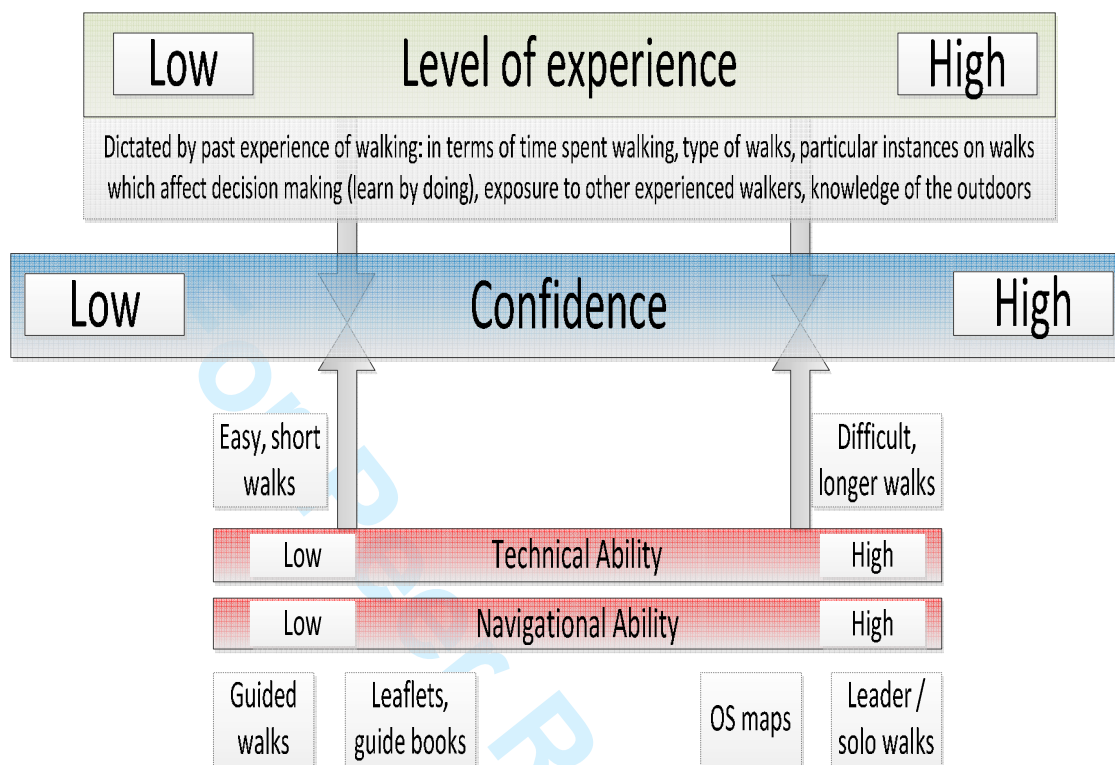 Low Level of experience High
Dictated by past experience of walking: in terms of time spent walking, type of walks, particular instances on walks
which affect decision making (learn by doing), exposure to other experienced walkers, knowledge of the outdoors
Low Confidence High
Easy, short
walks
Difficult,
longer walks
Low Technical Ability High
Low Navigational Ability High
Guided
walks
Leaflets,
guide books
OS maps
Leader /
solo walks
For Peer R